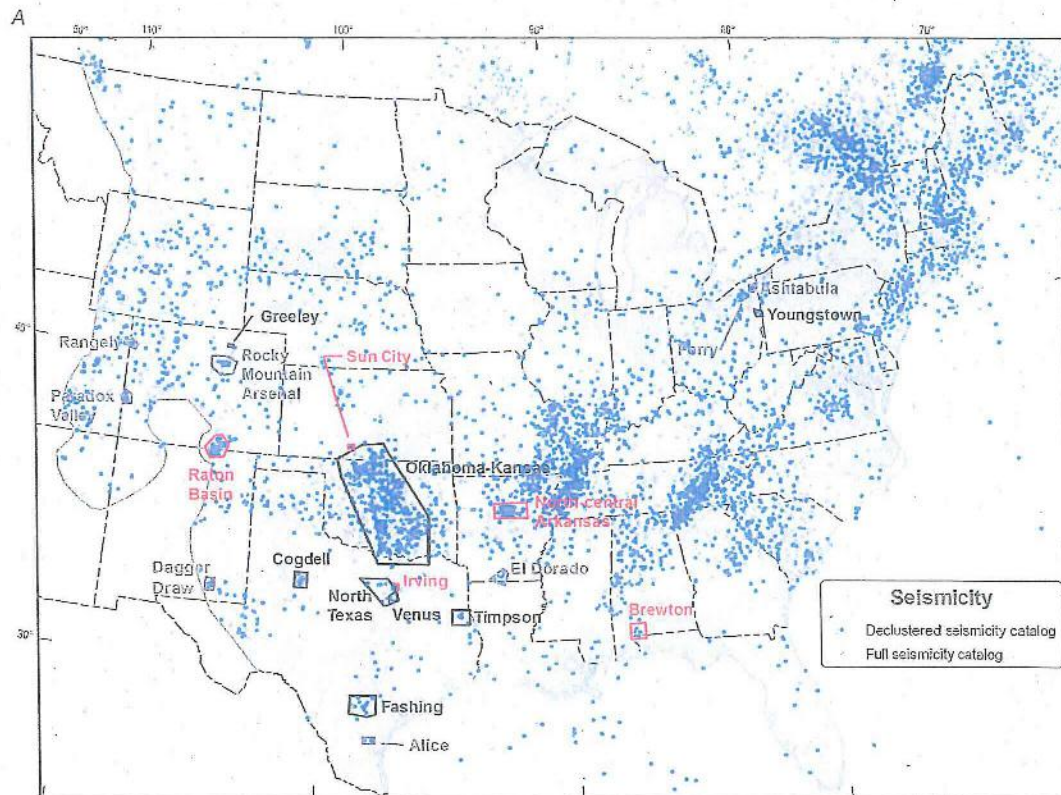 A
110°
100°
90°
80°
70°
40°
30°
Greeley
Rangely
Rocky
Mountain
Arsenal
Sun City
Ashtabula
Youngstown
Perry
Paradox
Valley
Raton
Basin
Oklahoma-Kansas
North-central
Arkansas
Dagger
Draw
Cogdell
Irving
North
Texas
Venus
El Dorado
Timpson
Brewton
Fashing
Alice
Seismicity
Declustered seismicity catalog
Full seismicity catalog